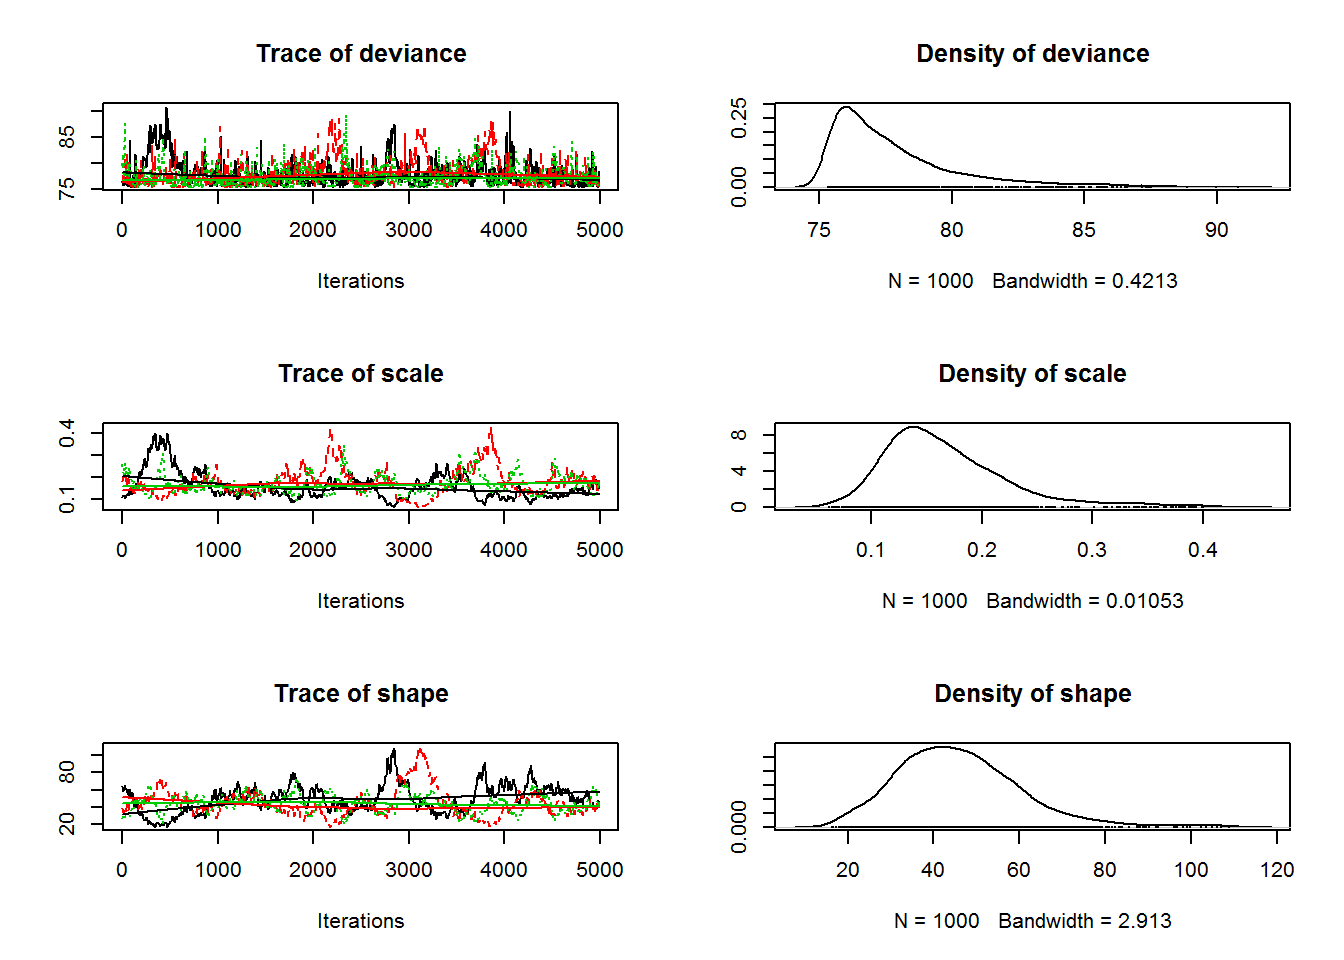 Trace of deviance
85
75
0 1000 2000 3000 4000 5000
Iterations
Density of deviance
0.25
0.00
75 80 85 90
N = 1000 Bandwidth = 0.4213
Trace of scale
0.4
0.1
0 1000 2000 3000 4000 5000
Iterations
Density of scale
8
4
0
0.1 0.2 0.3 0.4
N = 1000 Bandwidth = 0.01053
Trace of shape
80
20
0 1000 2000 3000 4000 5000
Iterations
Density of shape
0.000
20 40 60 80 100 120
N = 1000 Bandwidth = 2.913